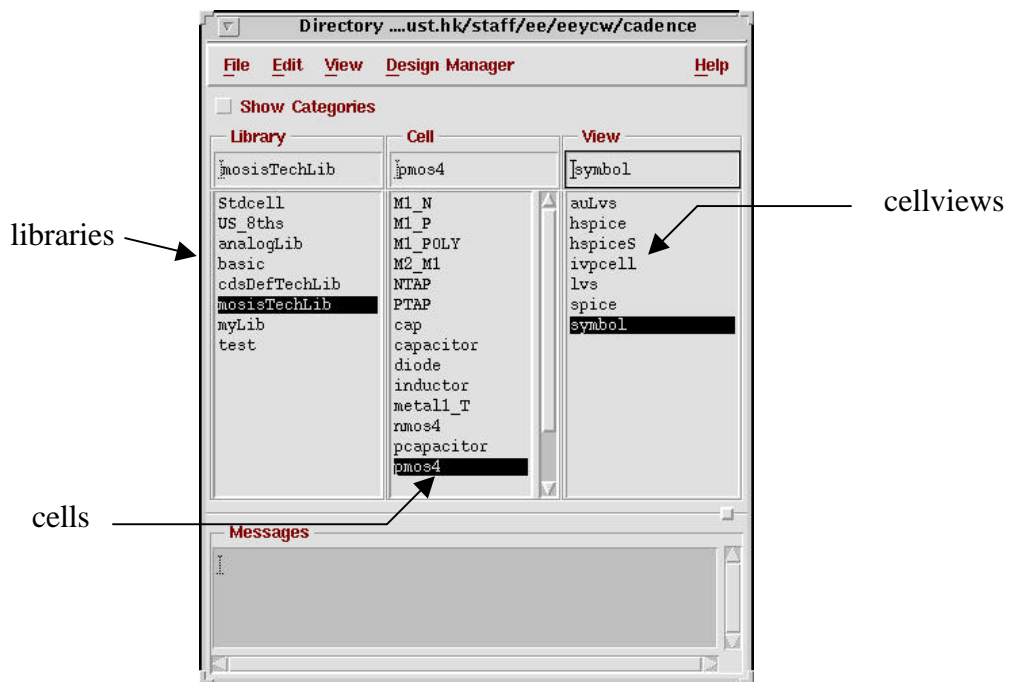 Directory ....ust.hk/staff/ee/eeycw/cadence
File Edit View Design Manager Help
Show Categories
Library Cell View
mosisTechLib pmos4 symbol
Stdcell
US_8ths
analogLib
basic
cdsDefTechLib
mosisTechLib
myLib
test
M1_N
M1_P
M1_POLY
M2_M1
NTAP
PTAP
cap
capacitor
diode
inductor
metal1_T
nmos4
pcapacitor
pmos4
auLvs
hspice
hspiceS
ivpcell
lvs
spice
symbol
libraries
cellviews
cells
Messages